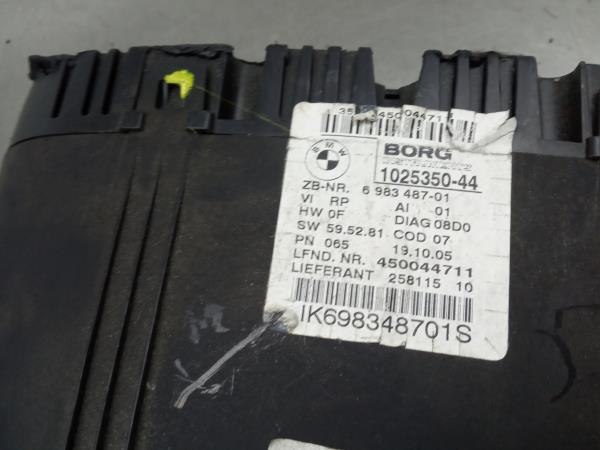 BMW
BORG
1025350-44
ZB-NR. 6 983 487-01
VI RP AI 01
HW 0F DIAG 08D0
SW 59.52.81 COD 07
PN 065 19.10.05
LFND. NR. 450044711
LIEFERANT 258115 10
IK698348701S